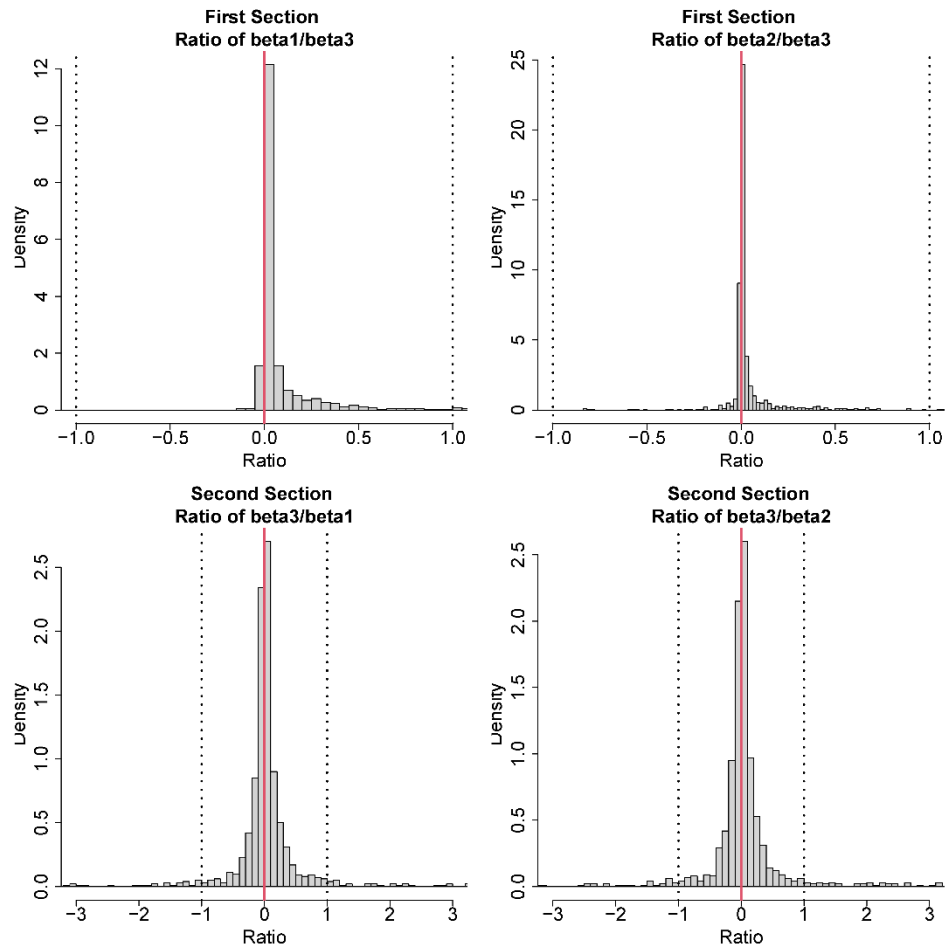 First Section
Ratio of beta1/beta3
Density
0
2
4
6
8
10
12
−1.0 −0.5 0.0 0.5 1.0
Ratio
First Section
Ratio of beta2/beta3
Density
0
5
10
15
20
25
−1.0 −0.5 0.0 0.5 1.0
Ratio
Second Section
Ratio of beta3/beta1
Density
0.0
0.5
1.0
1.5
2.0
2.5
−3 −2 −1 0 1 2 3
Ratio
Second Section
Ratio of beta3/beta2
Density
0.0
0.5
1.0
1.5
2.0
2.5
−3 −2 −1 0 1 2 3
Ratio